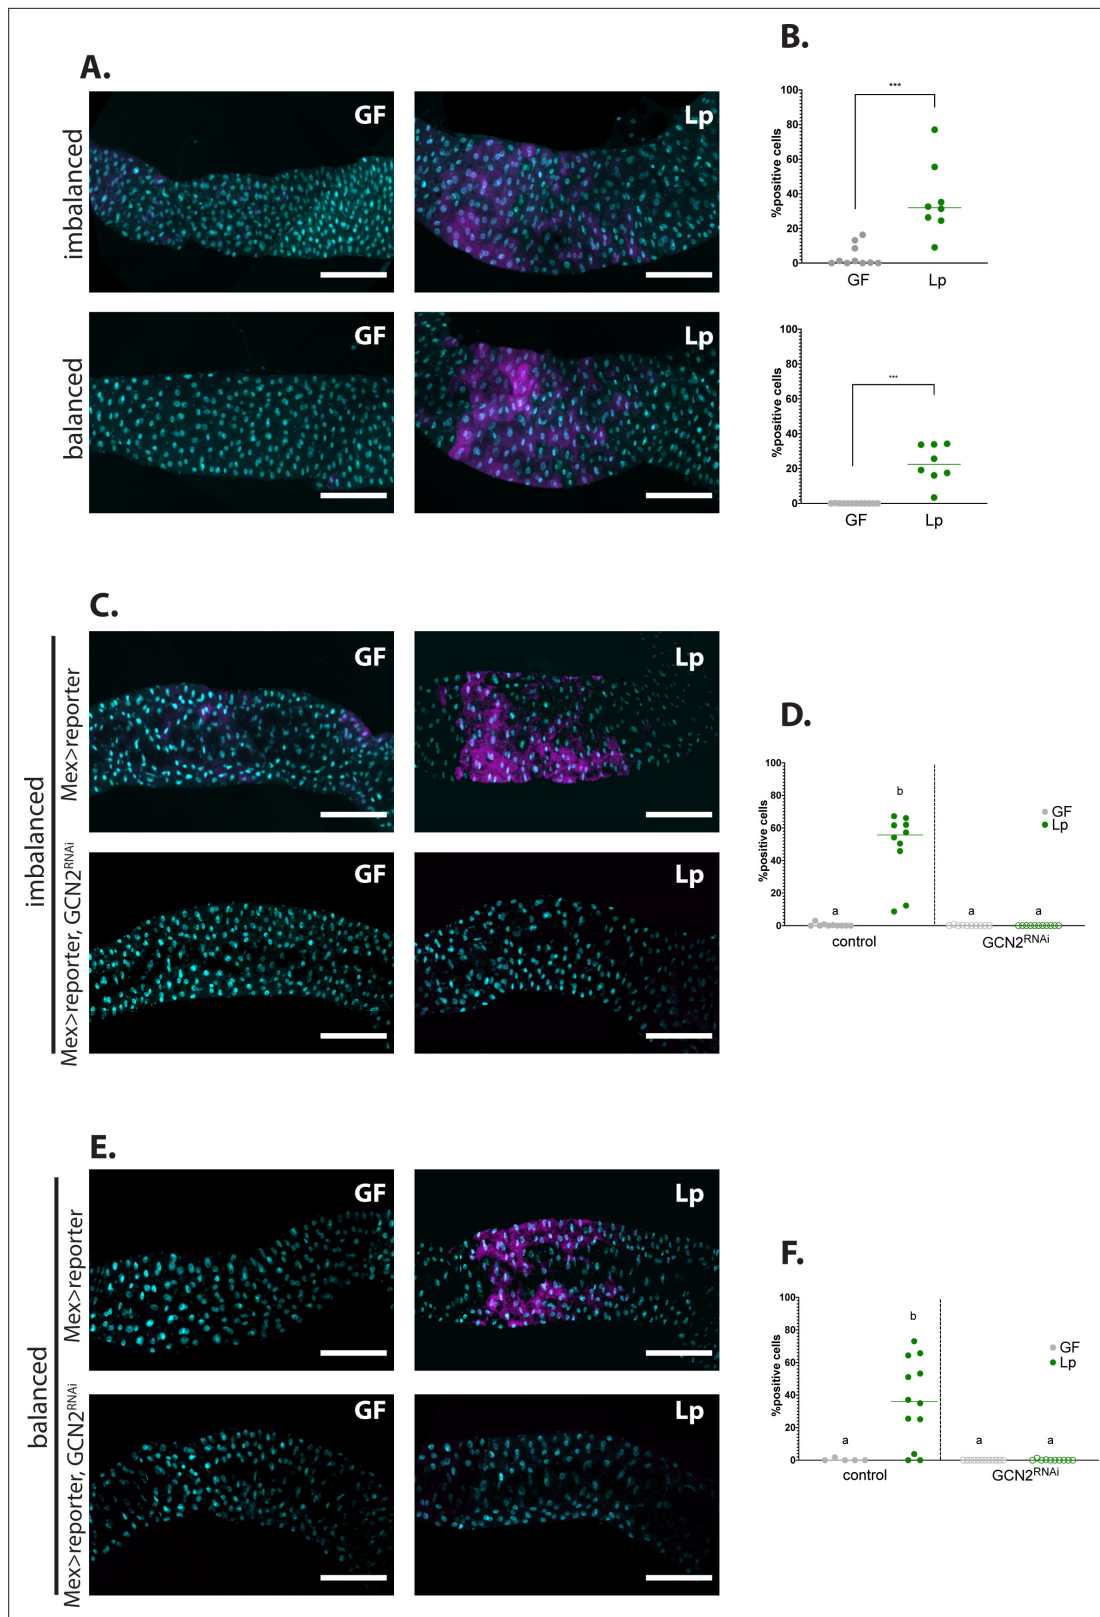 A.
B.
imbalanced
GF
Lp
***
%positive cells
100
80
60
40
20
0
GF
Lp
balanced
GF
Lp
***
%positive cells
100
80
60
40
20
0
GF
Lp
C.
imbalanced
Mex>reporter
GF
Lp
Mex>reporter, GCN2RNAi
GF
Lp
D.
%positive cells
100
80
60
40
20
0
a
b
a
a
GF
Lp
control
GCN2RNAi
E.
balanced
Mex>reporter
GF
Lp
Mex>reporter, GCN2RNAi
GF
Lp
F.
%positive cells
100
80
60
40
20
0
a
b
a
a
GF
Lp
control
GCN2RNAi